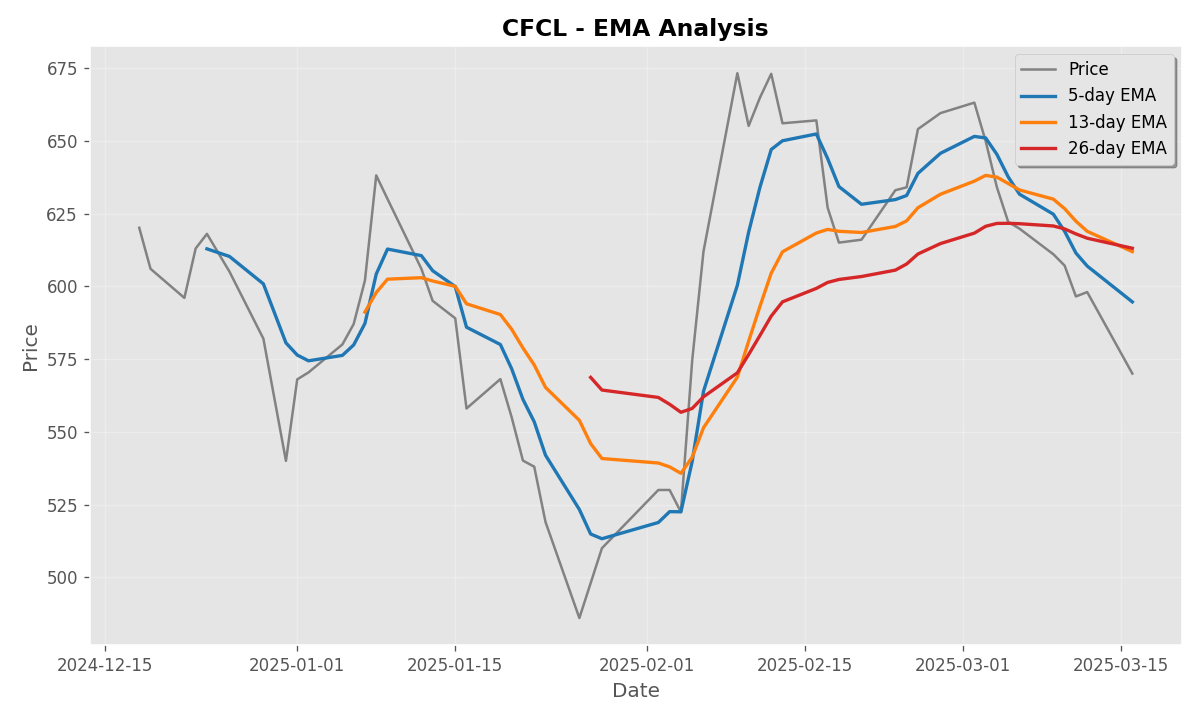 CFCL - EMA Analysis
Price
5-day EMA
13-day EMA
26-day EMA
675
650
625
600
575
550
525
500
Price
2024-12-15
2025-01-01
2025-01-15
2025-02-01
2025-02-15
2025-03-01
2025-03-15
Date